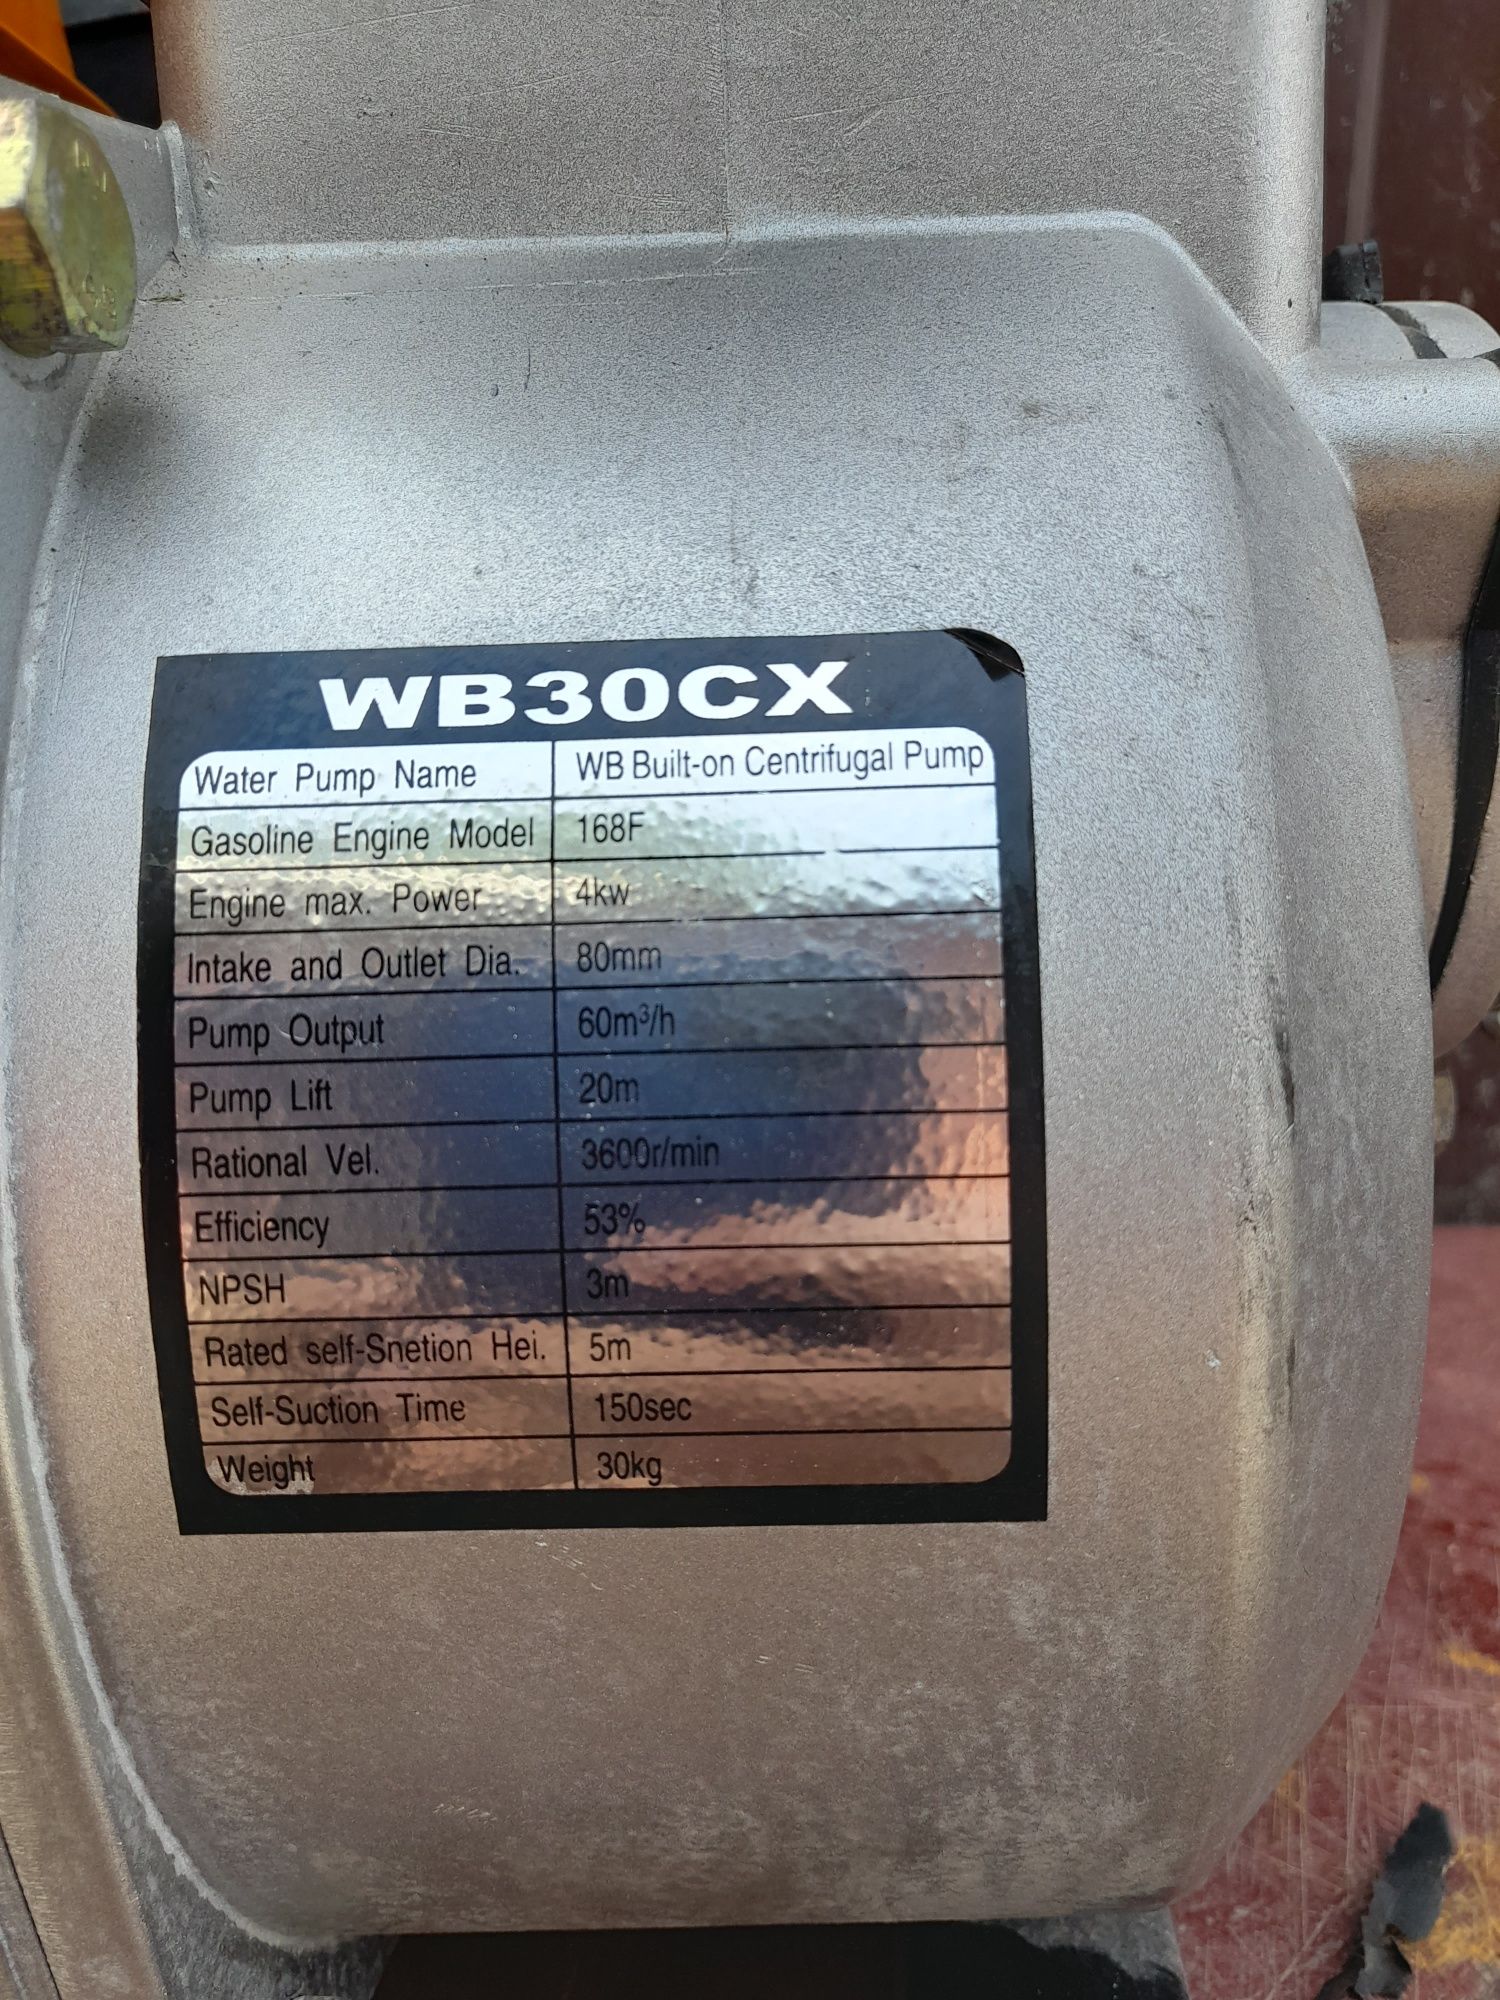 WB30CX
Water Pump Name WB Built-on Centrifugal Pump
Gasoline Engine Model 168F
Engine max. Power 4kw
Intake and Outlet Dia. 80mm
Pump Output 60m³/h
Pump Lift 20m
Rational Vel. 3600r/min
Efficiency 53%
NPSH 3m
Rated self-Snetion Hei. 5m
Self-Suction Time 150sec
Weight 30kg